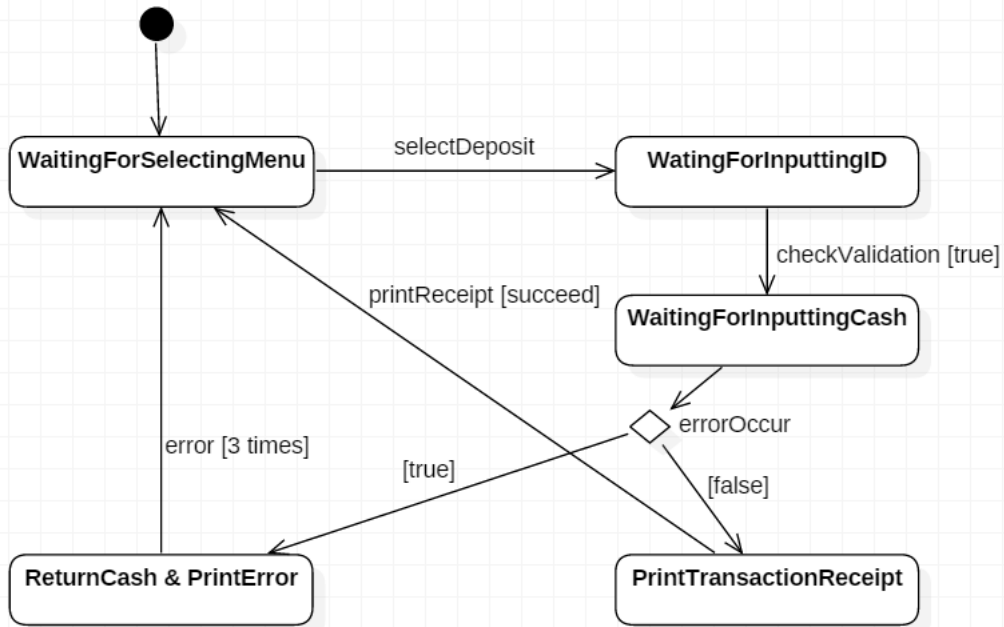 selectDeposit
WaitingForSelectingMenu
WatingForInputtingID
checkValidation [true]
printReceipt [succeed]
WaitingForInputtingCash
errorOccur
error [3 times]
[true]
[false]
ReturnCash & PrintError
PrintTransactionReceipt